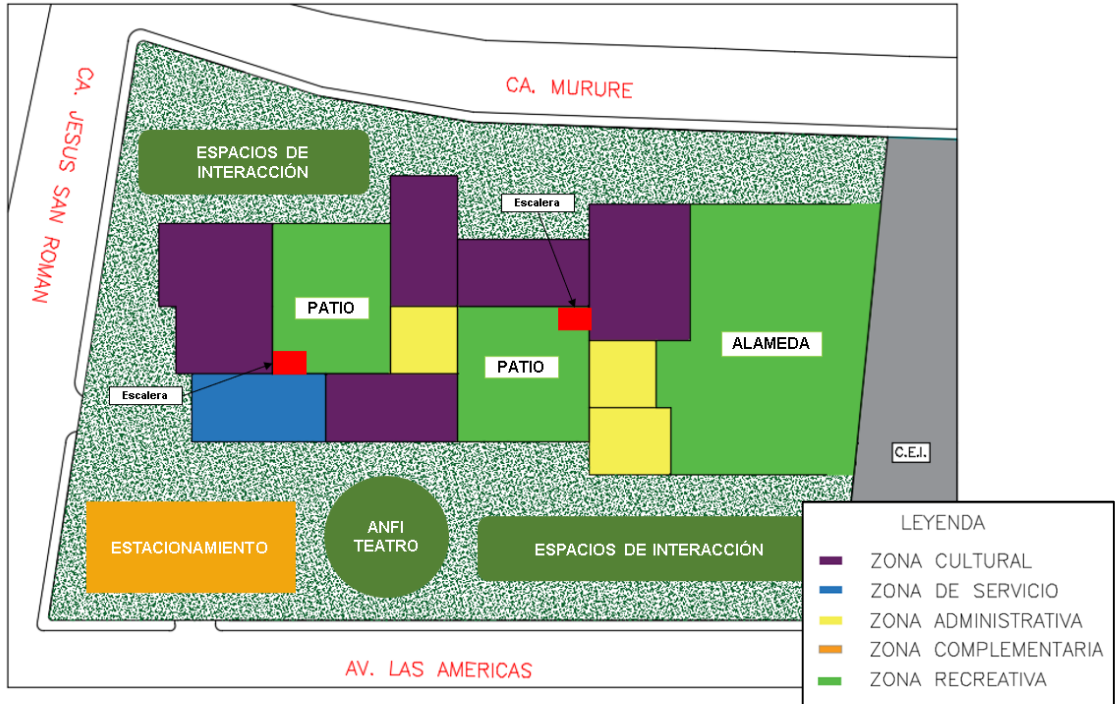 CA. MURURE
CA. JESUS SAN ROMAN
ESPACIOS DE
INTERACCIÓN
Escalera
PATIO
PATIO
ALAMEDA
Escalera
C.E.I.
ESTACIONAMIENTO
ANFI
TEATRO
ESPACIOS DE INTERACCIÓN
AV. LAS AMERICAS
LEYENDA
ZONA CULTURAL
ZONA DE SERVICIO
ZONA ADMINISTRATIVA
ZONA COMPLEMENTARIA
ZONA RECREATIVA